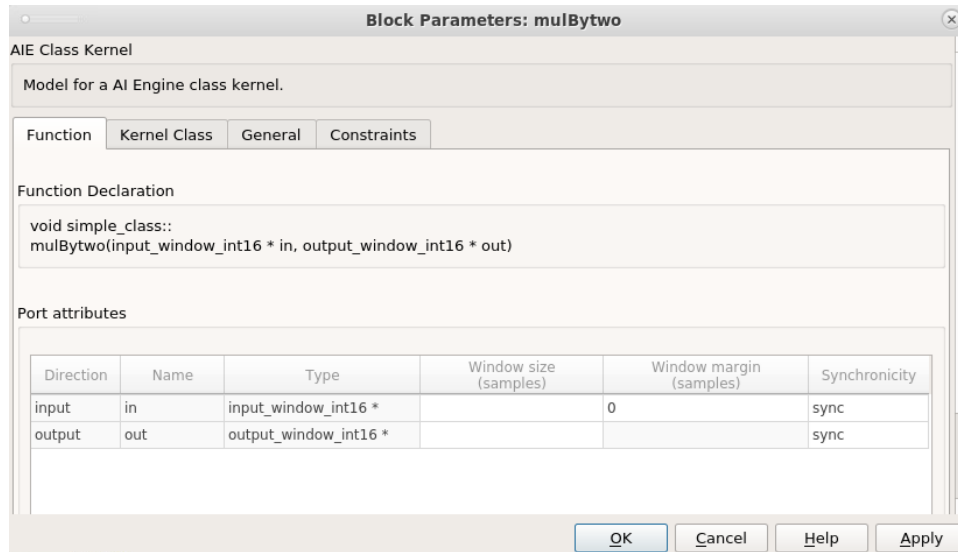 Block Parameters: mulBytwo
AIE Class Kernel
Model for a AI Engine class kernel.
Function Kernel Class General Constraints
Function Declaration
void simple_class::
mulBytwo(input_window_int16 * in, output_window_int16 * out)
Port attributes
Direction Name Type Window size (samples) Window margin (samples) Synchronicity
input in input_window_int16 * 0 sync
output out output_window_int16 * sync
OK Cancel Help Apply